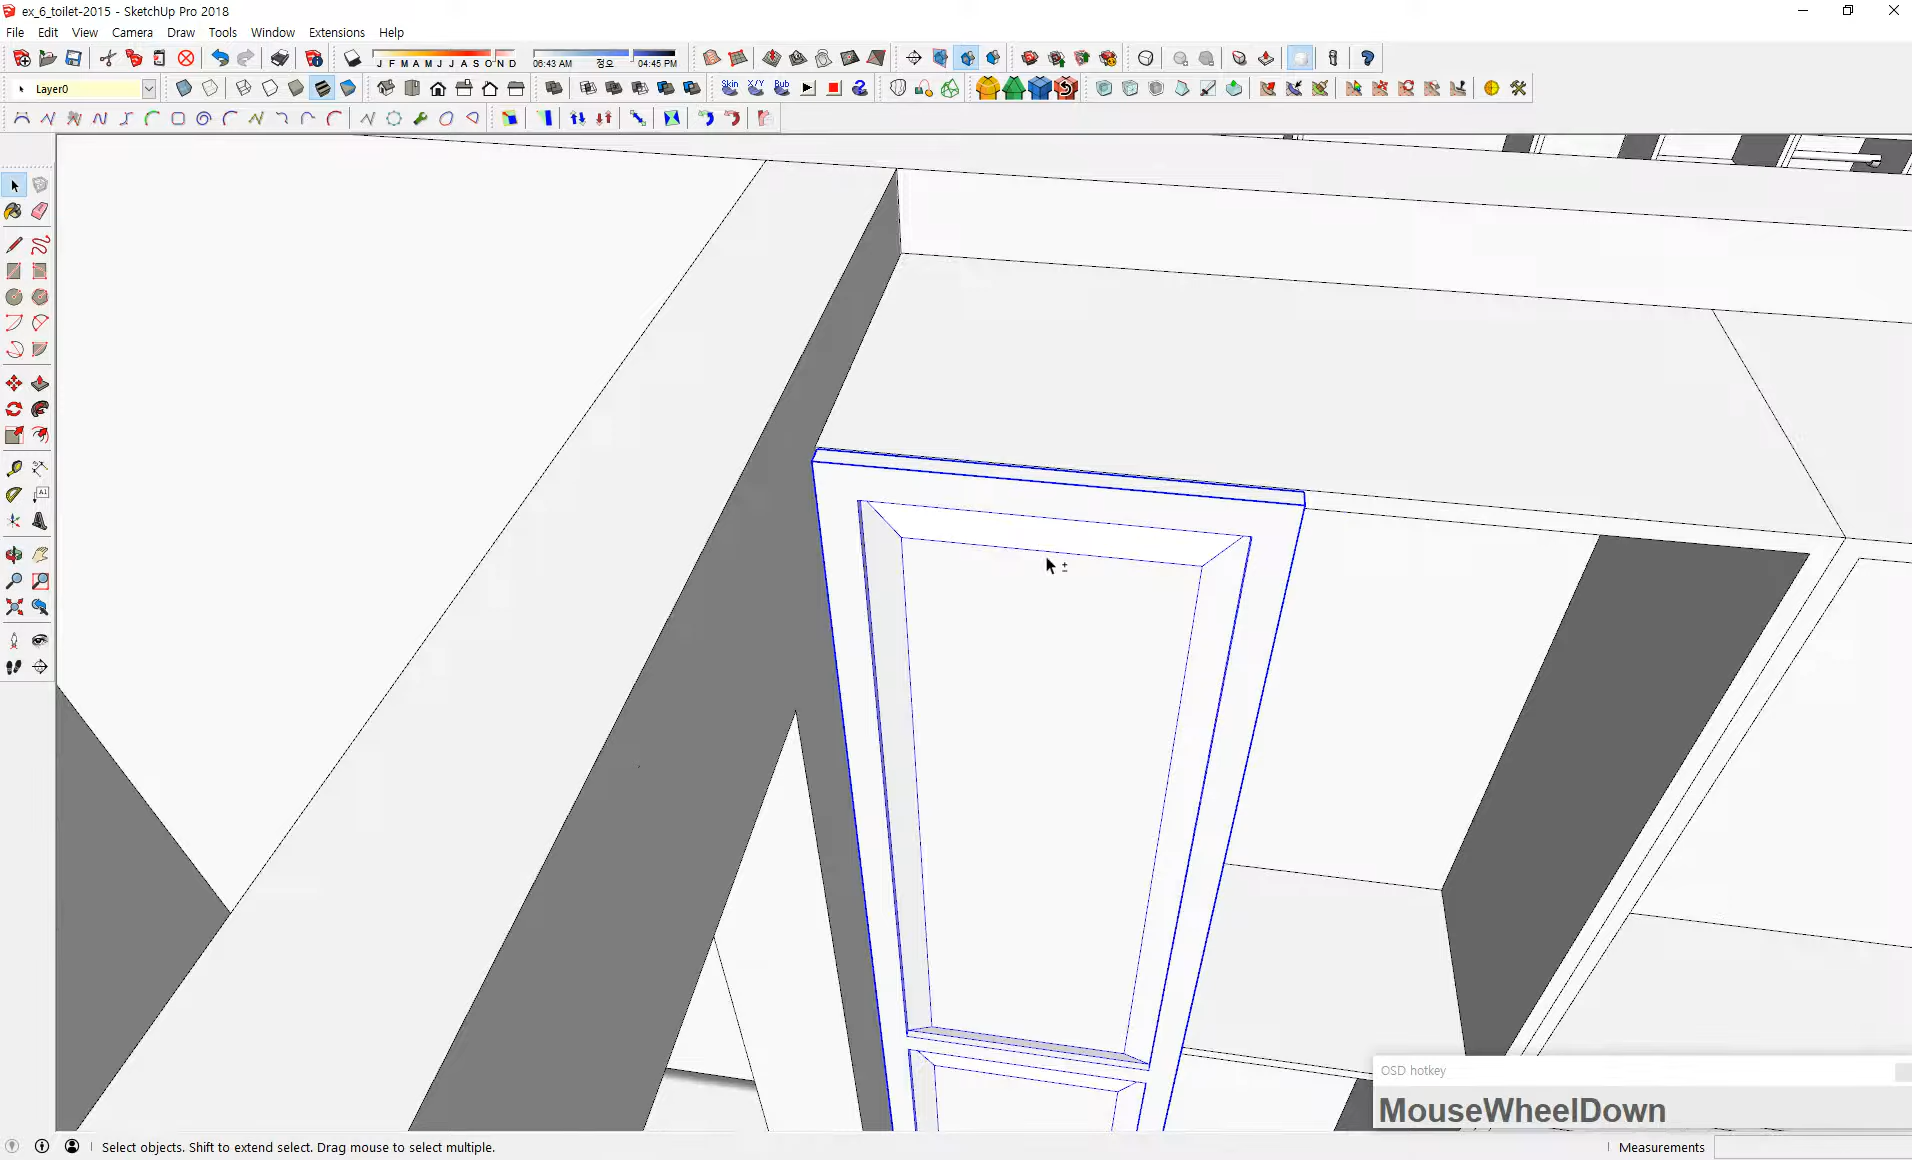 ex_6_toilet-2015 - SketchUp Pro 2018
File Edit View Camera Draw Tools Window Extensions Help
J F M A M J J A S O N D 06:43 AM 정오 04:45 PM
Layer0 Skin X/Y Bub
A1
OSD hotkey
MouseWheelDown
Select objects. Shift to extend select. Drag mouse to select multiple. Measurements